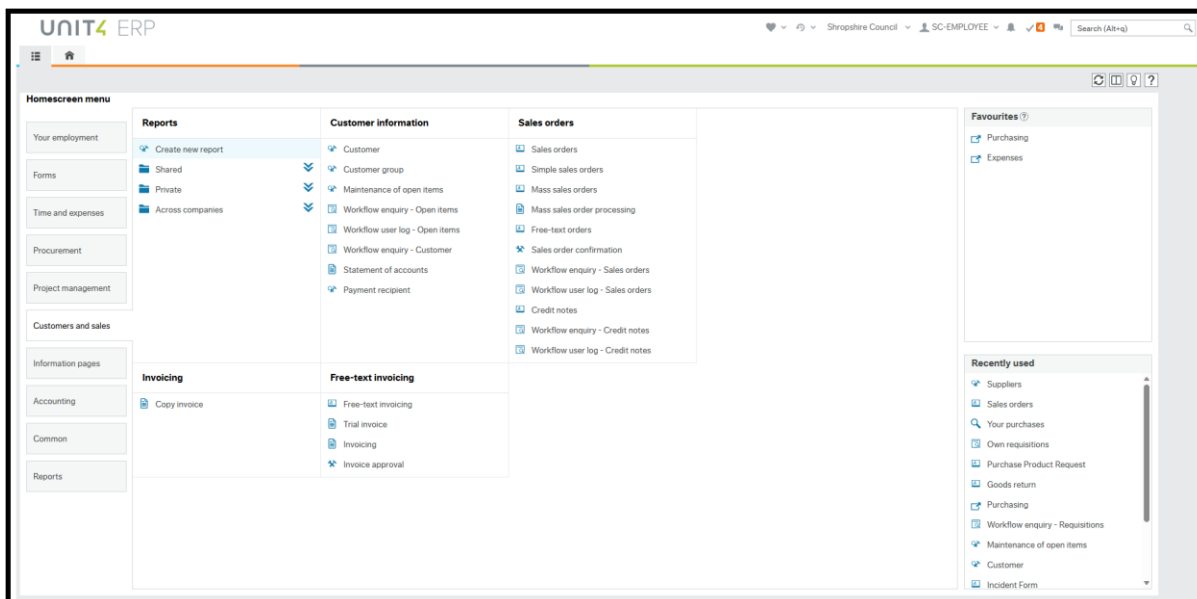 UNIT4 ERP
Shropshire Council
SC-EMPLOYEE
4
Search (Alt+q)
?
Homescreen menu
Your employment
Forms
Time and expenses
Procurement
Project management
Customers and sales
Information pages
Accounting
Common
Reports
Reports
Create new report
Shared
Private
Across companies
Customer information
Customer
Customer group
Maintenance of open items
Workflow enquiry - Open items
Workflow user log - Open items
Workflow enquiry - Customer
Statement of accounts
Payment recipient
Sales orders
Sales orders
Simple sales orders
Mass sales orders
Mass sales order processing
Free-text orders
Sales order confirmation
Workflow enquiry - Sales orders
Workflow user log - Sales orders
Credit notes
Workflow enquiry - Credit notes
Workflow user log - Credit notes
Invoicing
Copy invoice
Free-text invoicing
Free-text invoicing
Trial invoice
Invoicing
Invoice approval
Favourites ?
Purchasing
Expenses
Recently used
Suppliers
Sales orders
Your purchases
Own requisitions
Purchase Product Request
Goods return
Purchasing
Workflow enquiry - Requisitions
Maintenance of open items
Customer
Incident Form